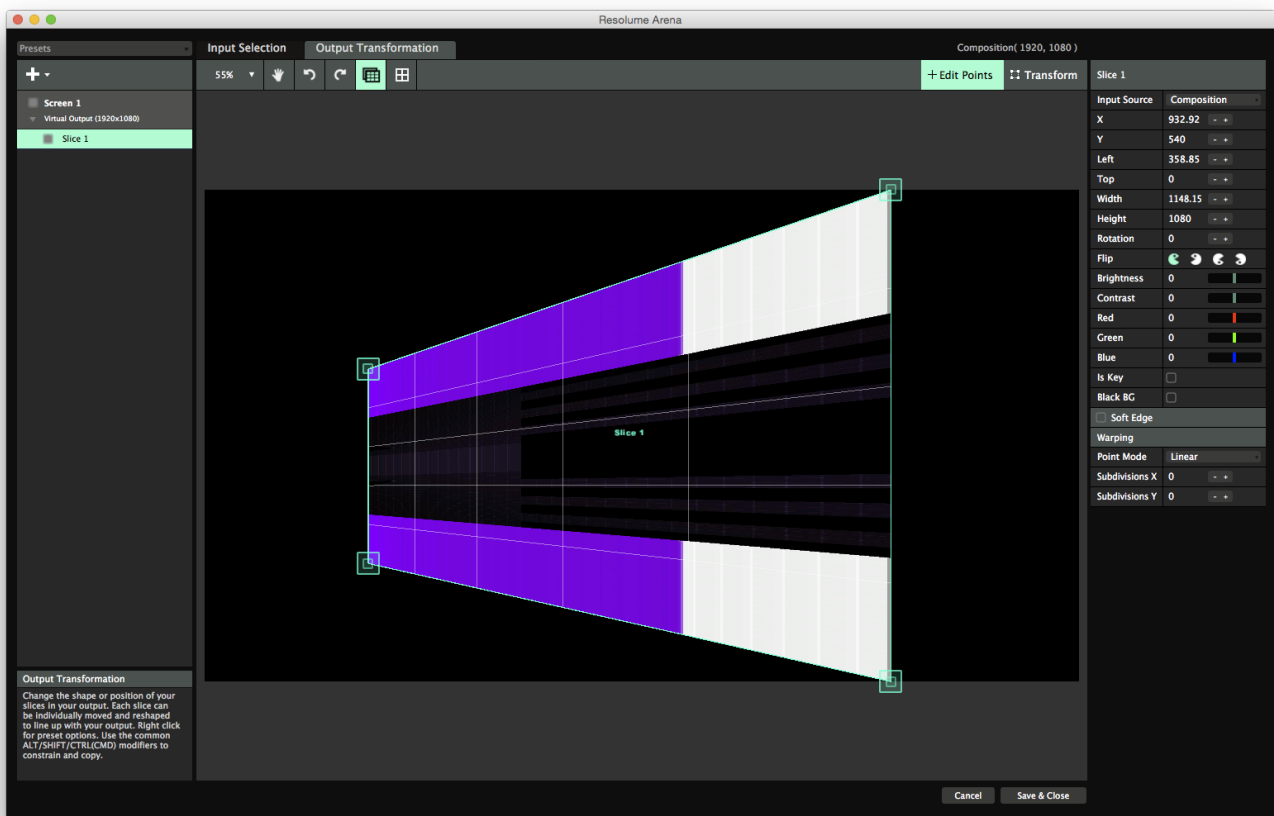 Resolume Arena
Presets
Input Selection
Output Transformation
Composition( 1920, 1080 )
55%
+ Edit Points
Transform
Screen 1
Virtual Output (1920x1080)
Slice 1
Slice 1
Slice 1
Input Source Composition
X 932.92 - +
Y 540 - +
Left 358.85 - +
Top 0 - +
Width 1148.15 - +
Height 1080 - +
Rotation 0 - +
Flip
Brightness 0
Contrast 0
Red 0
Green 0
Blue 0
Is Key
Black BG
Soft Edge
Warping
Point Mode Linear
Subdivisions X 0 - +
Subdivisions Y 0 - +
Output Transformation
Change the shape or position of your
slices in your output. Each slice can
be individually moved and reshaped
to line up with your output. Right click
for preset options. Use the common
ALT/SHIFT/CTRL(CMD) modifiers to
constrain and copy.
Cancel
Save & Close